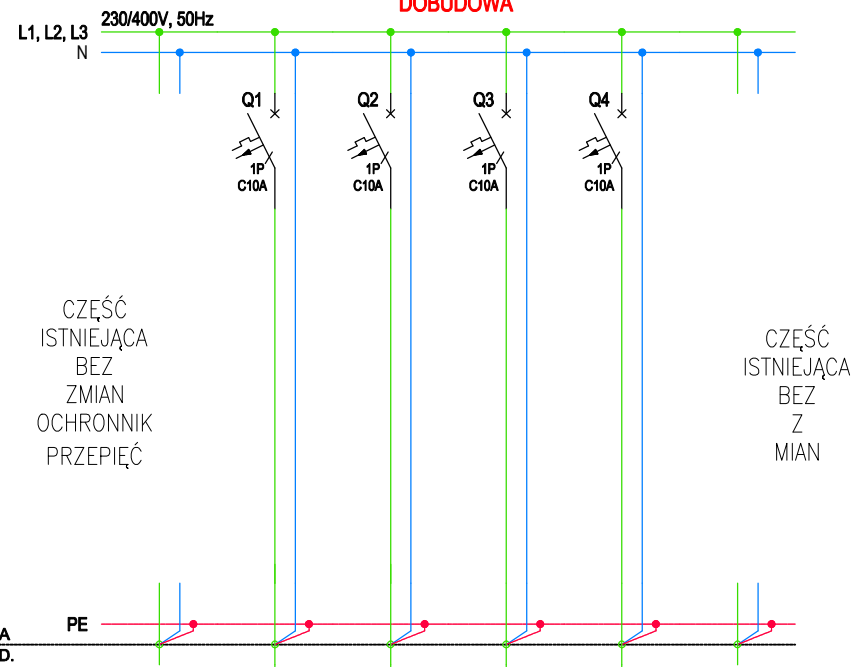 DOBUDOWA
230/400V, 50Hz
L1, L2, L3
N
Q1
Q2
Q3
Q4
1P
C10A
1P
C10A
1P
C10A
1P
C10A
CZĘŚĆ
ISTNIEJĄCA
BEZ
ZMIAN
OCHRONNIK
PRZEPIĘĆ
CZĘŚĆ
ISTNIEJĄCA
BEZ
Z
MIAN
PE
A
D.